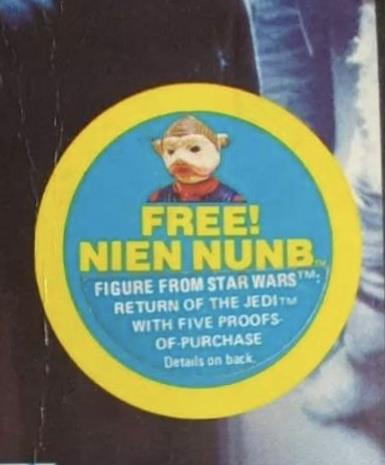 FREE!
NIEN NUNB™
FIGURE FROM STAR WARS™:
RETURN OF THE JEDI™
WITH FIVE PROOFS-
OF-PURCHASE
Details on back.